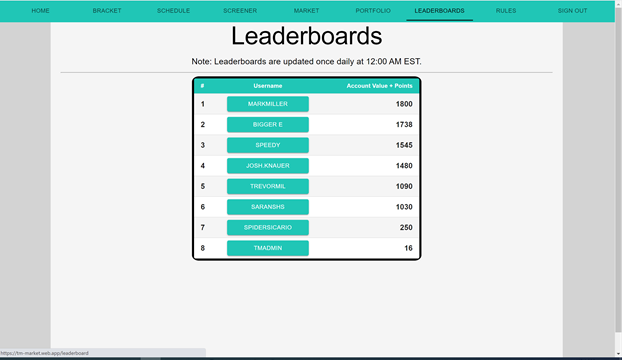 HOME BRACKET SCHEDULE SCREENER MARKET PORTFOLIO LEADERBOARDS RULES SIGN OUT
Leaderboards
Note: Leaderboards are updated once daily at 12:00 AM EST.
# Username Account Value + Points
1 MARKMILLER 1800
2 BIGGER E 1738
3 SPEEDY 1545
4 JOSH.KNAUER 1480
5 TREVORMIL 1090
6 SARANSHS 1030
7 SPIDERSICARIO 250
8 TMADMIN 16
https://tm-market.web.app/leaderboard